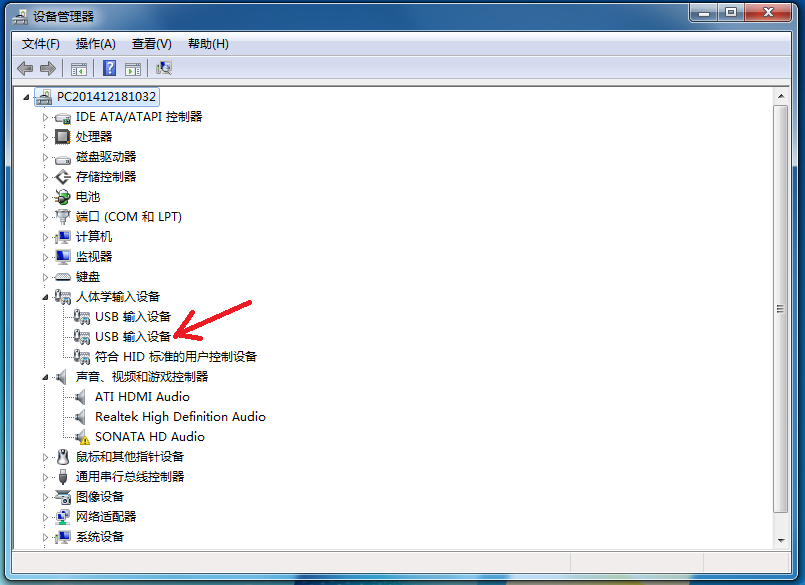 设备管理器
文件(F) 操作(A) 查看(V) 帮助(H)
PC201412181032
IDE ATA/ATAPI 控制器
处理器
磁盘驱动器
存储控制器
电池
端口 (COM 和 LPT)
计算机
监视器
键盘
人体学输入设备
USB 输入设备
USB 输入设备
符合 HID 标准的用户控制设备
声音、视频和游戏控制器
ATI HDMI Audio
Realtek High Definition Audio
SONATA HD Audio
鼠标和其他指针设备
通用串行总线控制器
图像设备
网络适配器
系统设备